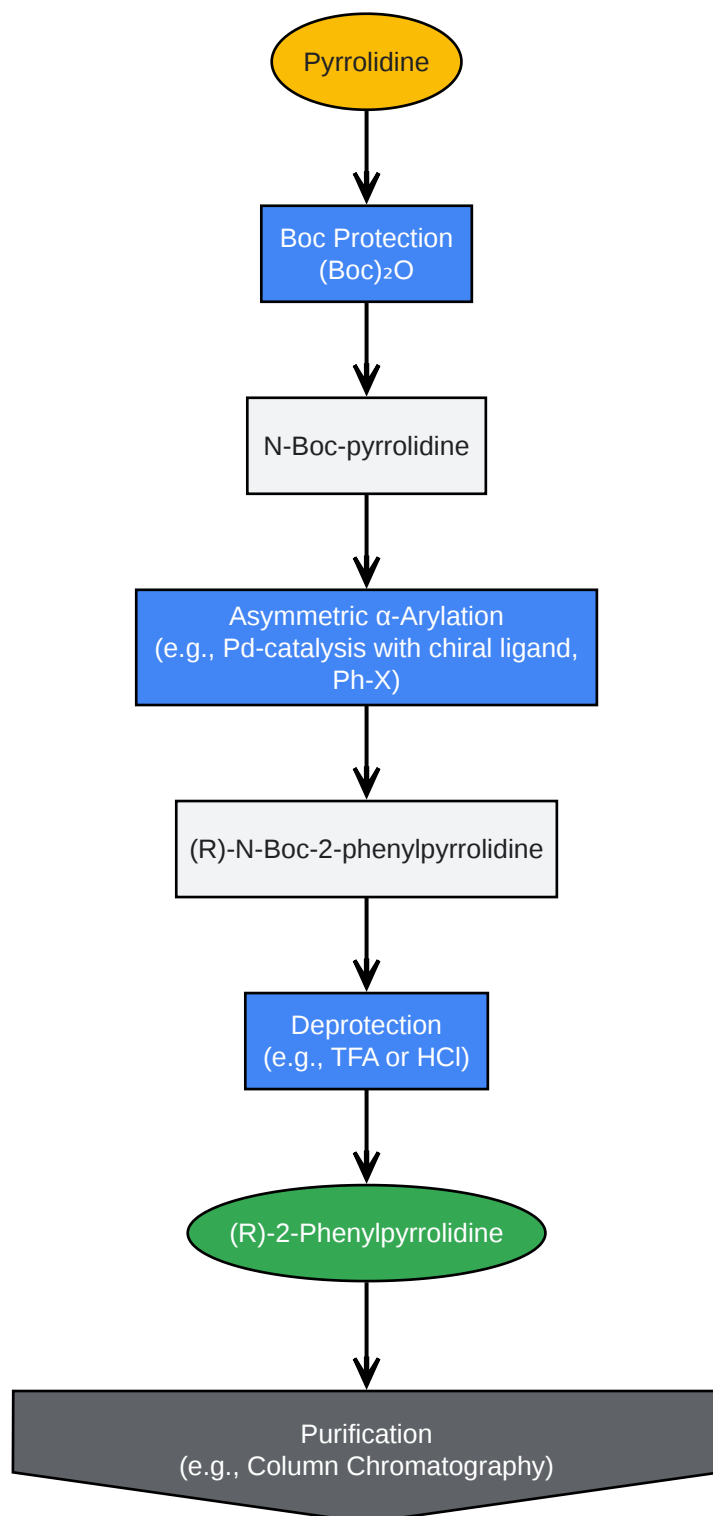 Pyrrolidine
Boc Protection
(Boc)₂O
N-Boc-pyrrolidine
Asymmetric α-Arylation
(e.g., Pd-catalysis with chiral ligand,
Ph-X)
(R)-N-Boc-2-phenylpyrrolidine
Deprotection
(e.g., TFA or HCl)
(R)-2-Phenylpyrrolidine
Purification
(e.g., Column Chromatography)